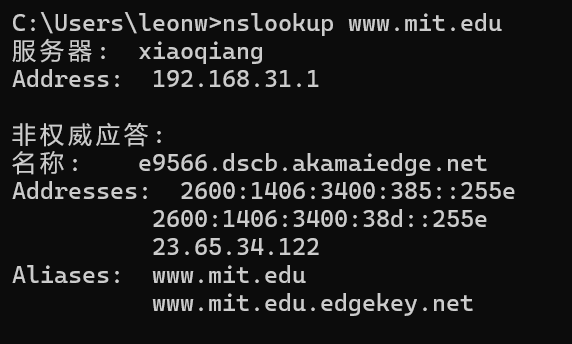 C:\Users\leonw>nslookup www.mit.edu
服务器:  xiaoqiang
Address:  192.168.31.1

非权威应答:
名称:    e9566.dscb.akamaiedge.net
Addresses:  2600:1406:3400:385::255e
          2600:1406:3400:38d::255e
          23.65.34.122
Aliases:  www.mit.edu
          www.mit.edu.edgekey.net